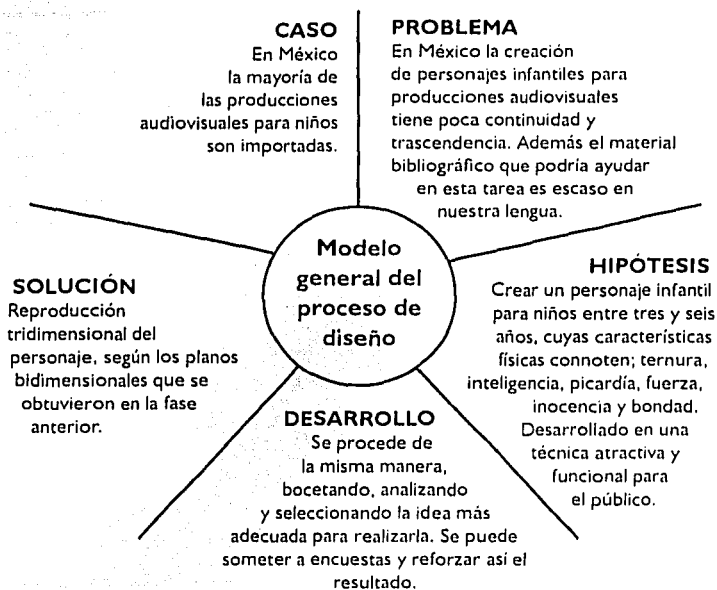 CASO
En México
la mayoría de
las producciones
audiovisuales para niños
son importadas.
PROBLEMA
En México la creación
de personajes infantiles para
producciones audiovisuales
tiene poca continuidad y
trascendencia. Además el material
bibliográfico que podría ayudar
en esta tarea es escaso en
nuestra lengua.
Modelo
general del
proceso de
diseño
HIPÓTESIS
Crear un personaje infantil
para niños entre tres y seis
años, cuyas características
físicas connoten; ternura,
inteligencia, picardía, fuerza,
inocencia y bondad.
Desarrollado en una
técnica atractiva y
funcional para
el público.
DESARROLLO
Se procede de
la misma manera,
bocetando, analizando
y seleccionando la idea más
adecuada para realizarla. Se puede
someter a encuestas y reforzar así el
resultado.
SOLUCIÓN
Reproducción
tridimensional del
personaje, según los planos
bidimensionales que se
obtuvieron en la fase
anterior.